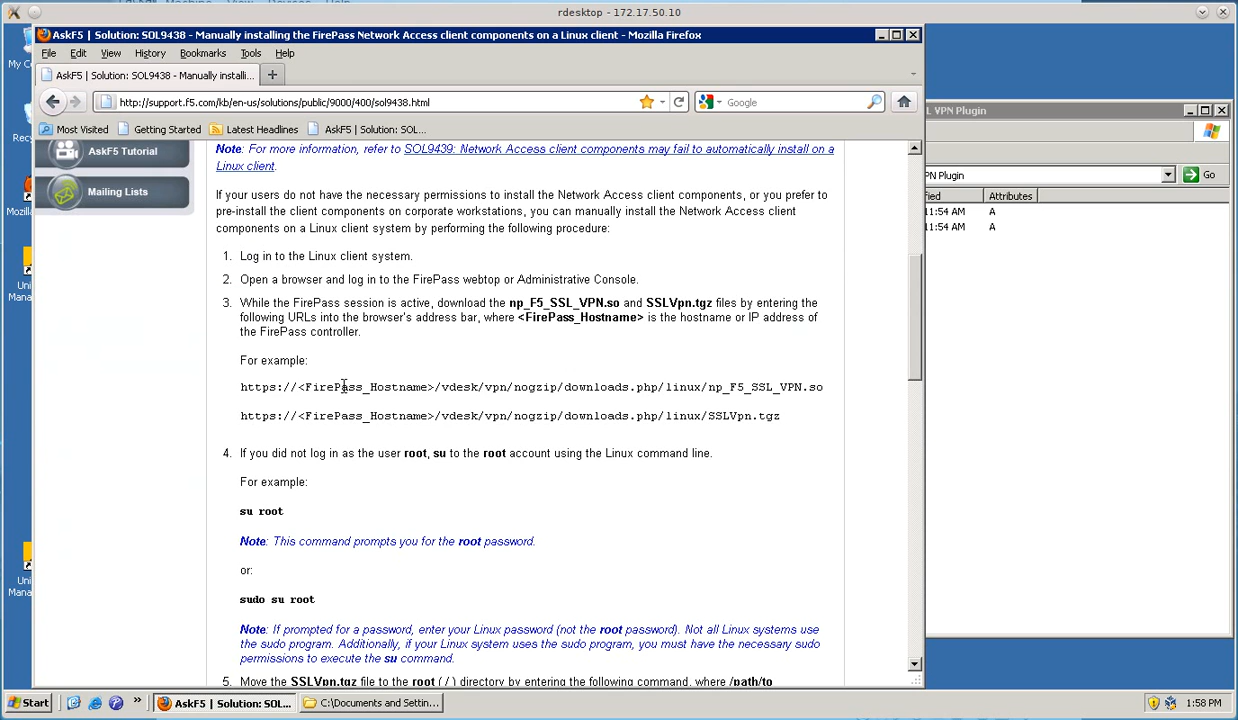 rdesktop - 172.17.50.10
AskF5 | Solution: SOL9438 - Manually installing the FirePass Network Access client components on a Linux client - Mozilla Firefox
File Edit View History Bookmarks Tools Help
AskF5 | Solution: SOL9438 - Manually installi...
http://support.f5.com/kb/en-us/solutions/public/9000/400/sol9438.html
Google
Most Visited Getting Started Latest Headlines AskF5 | Solution: SOL...
L VPN Plugin
PN Plugin
Go
fied Attributes
11:54 AM A
11:54 AM A
My C
Recy
Mozilla
Uni
Mana
Uni
Mana
AskF5 Tutorial
Mailing Lists
Note: For more information, refer to SOL9439: Network Access client components may fail to automatically install on a
Linux client.
If your users do not have the necessary permissions to install the Network Access client components, or you prefer to
pre-install the client components on corporate workstations, you can manually install the Network Access client
components on a Linux client system by performing the following procedure:
1. Log in to the Linux client system.
2. Open a browser and log in to the FirePass webtop or Administrative Console.
3. While the FirePass session is active, download the np_F5_SSL_VPN.so and SSLVpn.tgz files by entering the
following URLs into the browser's address bar, where <FirePass_Hostname> is the hostname or IP address of
the FirePass controller.
For example:
https://<FirePass_Hostname>/vdesk/vpn/nogzip/downloads.php/linux/np_F5_SSL_VPN.so
https://<FirePass_Hostname>/vdesk/vpn/nogzip/downloads.php/linux/SSLVpn.tgz
4. If you did not log in as the user root, su to the root account using the Linux command line.
For example:
su root
Note: This command prompts you for the root password.
or:
sudo su root
Note: If prompted for a password, enter your Linux password (not the root password). Not all Linux systems use
the sudo program. Additionally, if your Linux system uses the sudo program, you must have the necessary sudo
permissions to execute the su command.
5. Move the SSLVpn.tgz file to the root ( / ) directory by entering the following command, where /path/to
Start AskF5 | Solution: SOL... C:\Documents and Settin... 1:58 PM